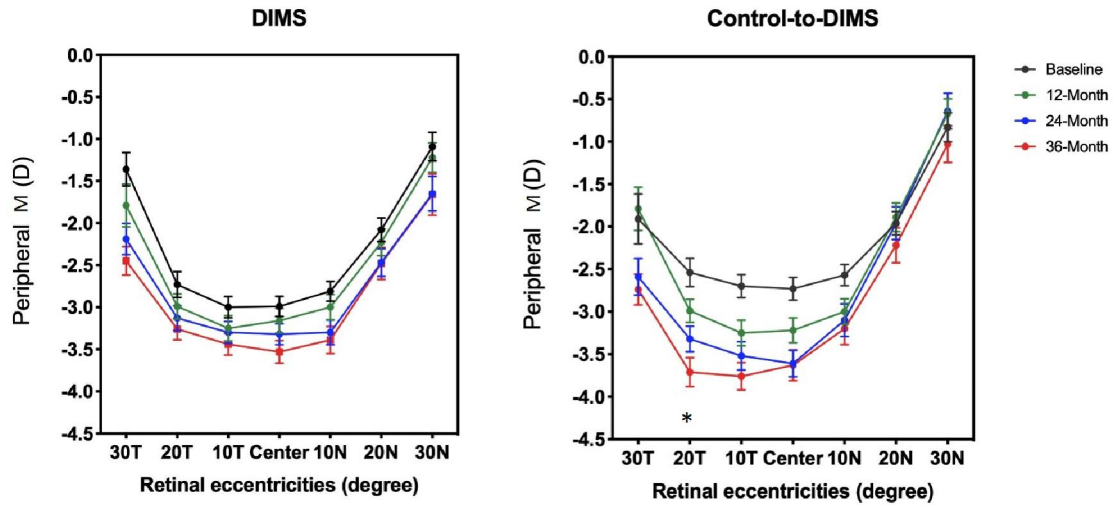 DIMS
Control-to-DIMS
0.0
-0.5
-1.0
-1.5
-2.0
-2.5
-3.0
-3.5
-4.0
-4.5
Peripheral M (D)
30T 20T 10T Center 10N 20N 30N
Retinal eccentricities (degree)
0.0
-0.5
-1.0
-1.5
-2.0
-2.5
-3.0
-3.5
-4.0
-4.5
Peripheral M (D)
*
30T 20T 10T Center 10N 20N 30N
Retinal eccentricities (degree)
Baseline
12-Month
24-Month
36-Month